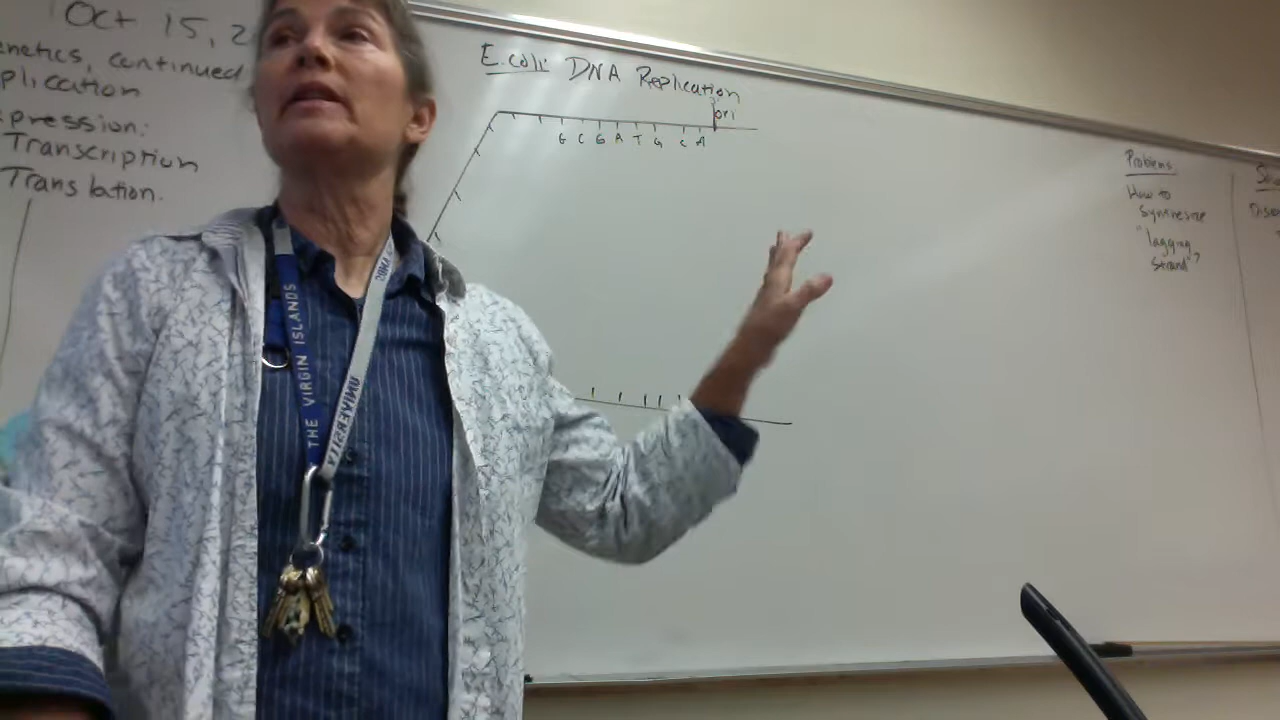 Oct 15, 2
enetics, continued
plication
pression:
Transcription
Translation.
E.coli DNA Replication
ori
G C G A T G C A
Problems
How to
Synthesize
"lagging
Strand"?
THE VIRGIN ISLANDS
UNIVERSITY